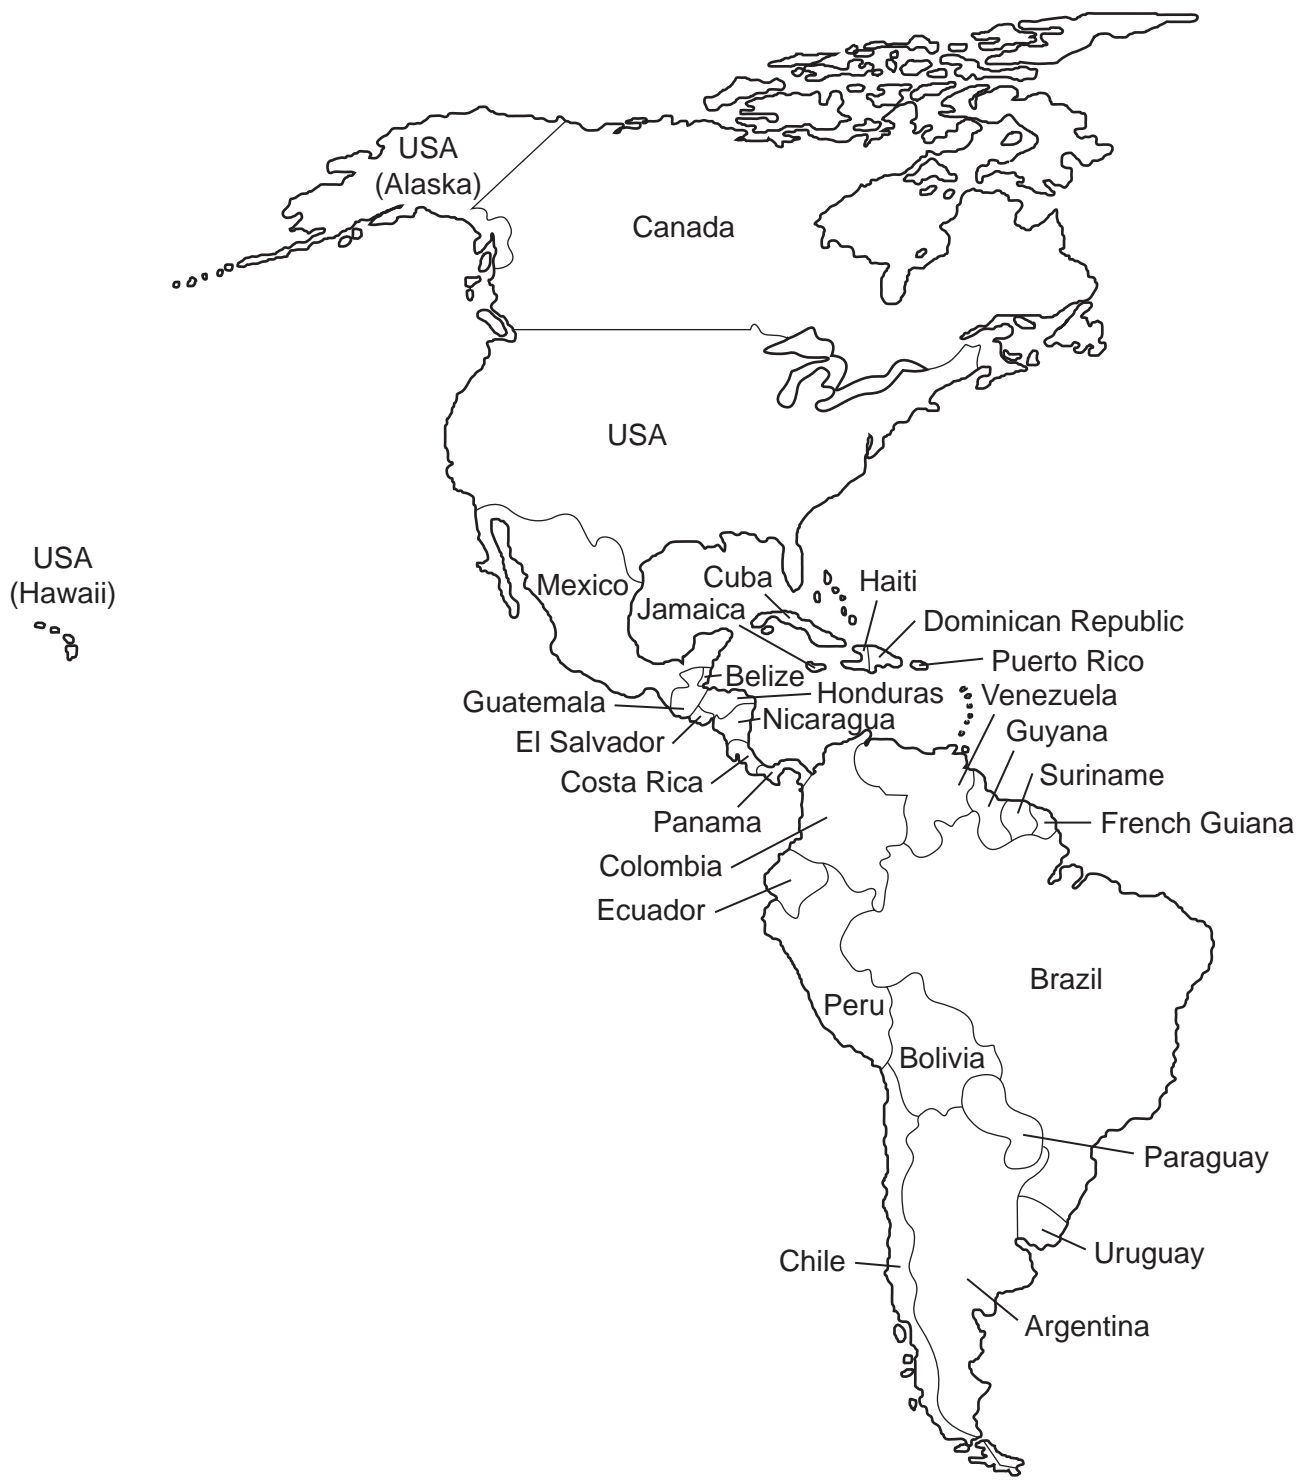 USA
(Alaska)
Canada
USA
USA
(Hawaii)
Mexico
Cuba
Haiti
Jamaica
Dominican Republic
Puerto Rico
Belize
Honduras
Venezuela
Guatemala
Nicaragua
Guyana
El Salvador
Suriname
Costa Rica
Panama
French Guiana
Colombia
Ecuador
Brazil
Peru
Bolivia
Paraguay
Uruguay
Chile
Argentina